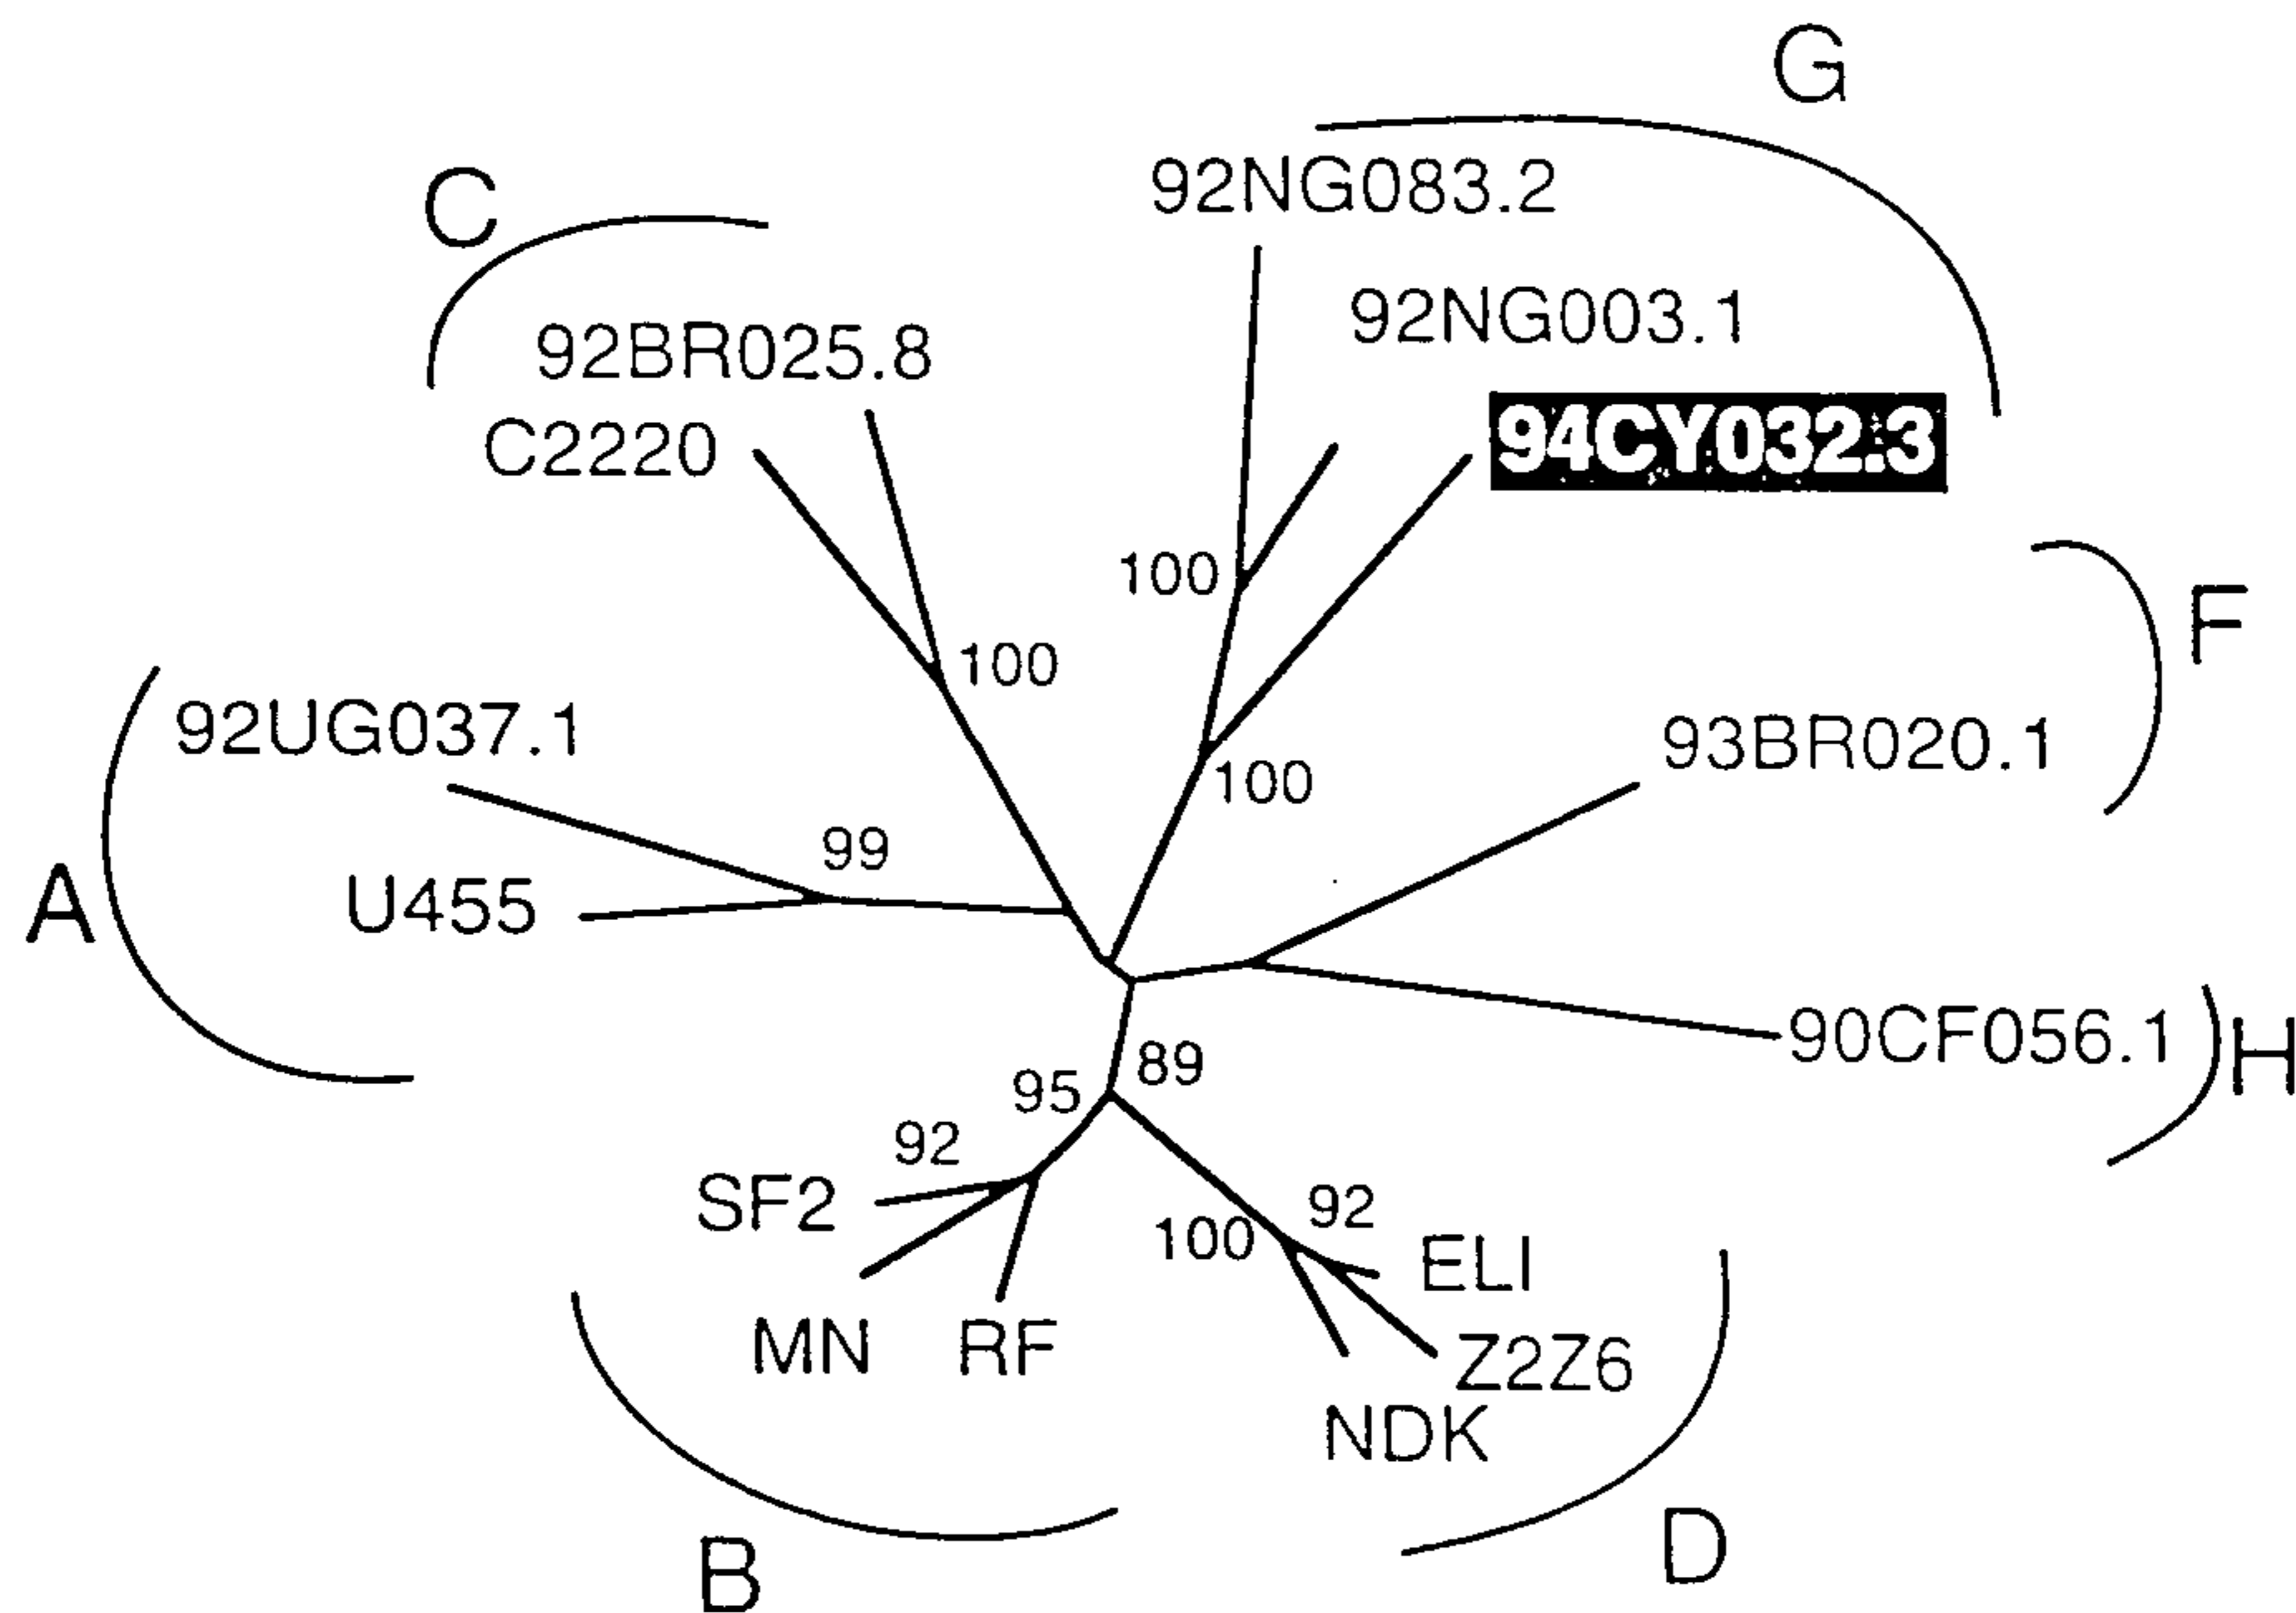 G
92NG083.2
C
92NG003.1
92BR025.8
94CY032.3
C2220
100
F
100
92UG037.1
93BR020.1
100
99
A
U455
90CF056.1
H
89
95
92
SF2
92
100
ELI
MN
RF
Z2Z6
NDK
D
B